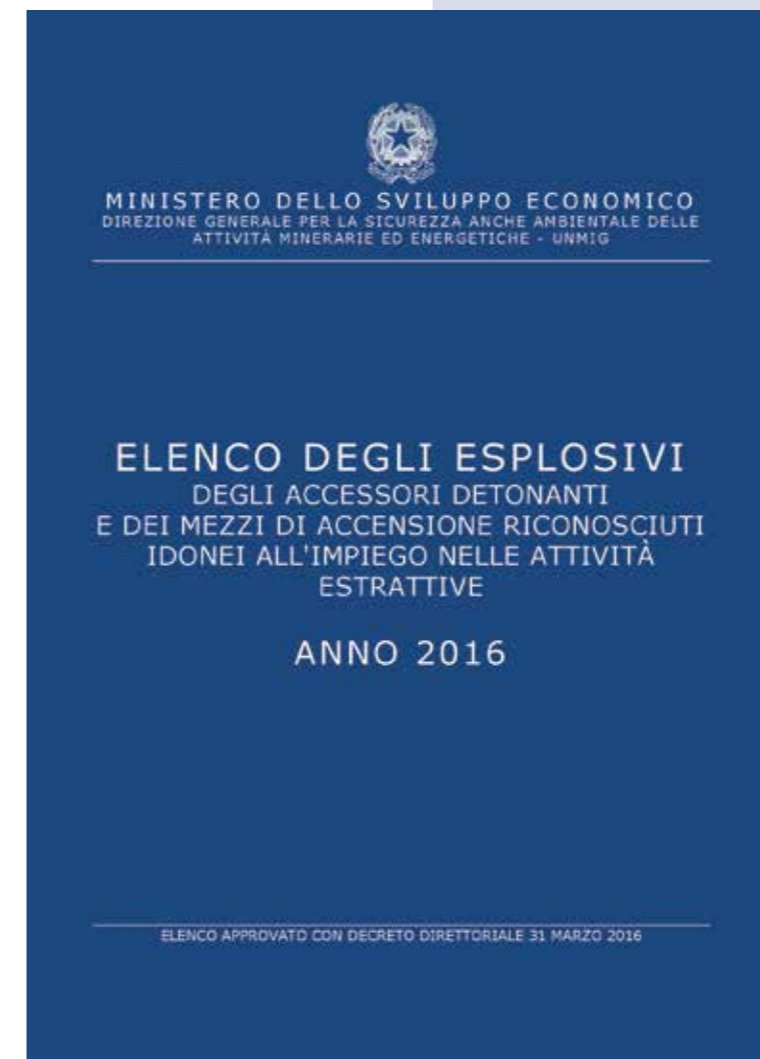 MINISTERO DELLO SVILUPPO ECONOMICO
DIREZIONE GENERALE PER LA SICUREZZA ANCHE AMBIENTALE DELLE
ATTIVITÀ MINERARIE ED ENERGETICHE - UNMIG
ELENCO DEGLI ESPLOSIVI
DEGLI ACCESSORI DETONANTI
E DEI MEZZI DI ACCENSIONE RICONOSCIUTI
IDONEI ALL'IMPIEGO NELLE ATTIVITÀ
ESTRATTIVE
ANNO 2016
ELENCO APPROVATO CON DECRETO DIRETTORIALE 31 MARZO 2016